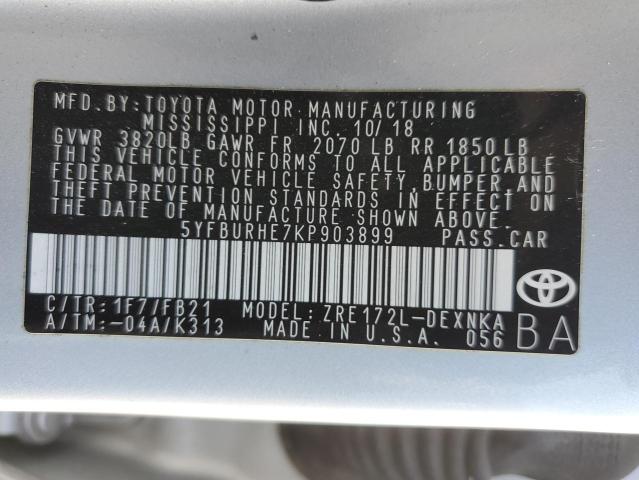 MFD.BY:TOYOTA MOTOR MANUFACTURING
MISSISSIPPI INC. 10/18
GVWR 3820LB GAWR FR 2070 LB RR 1850 LB
THIS VEHICLE CONFORMS TO ALL APPLICABLE
FEDERAL MOTOR VEHICLE SAFETY,BUMPER,AND
THEFT PREVENTION STANDARDS IN EFFECT ON
THE DATE OF MANUFACTURE SHOWN ABOVE.
5YFBURHE7KP903899 PASS.CAR
C/TR:1F7/FB21 MODEL:ZRE172L-DEXNKA
A/TM:-04A/K313 MADE IN U.S.A. 056 BA